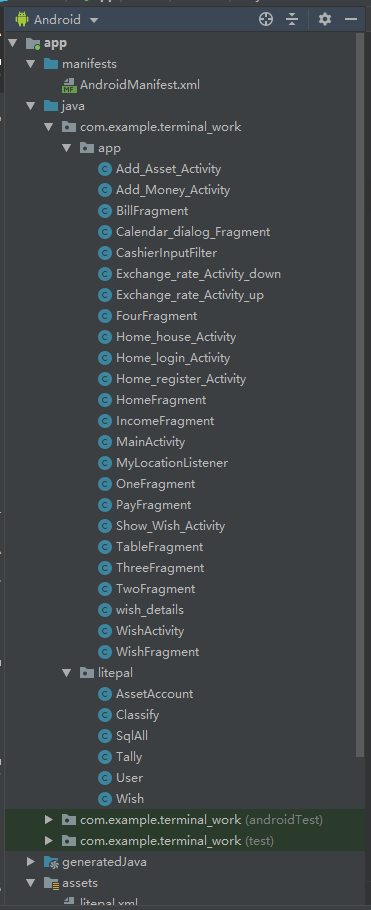 Android
app
manifests
AndroidManifest.xml
java
com.example.terminal_work
app
Add_Asset_Activity
Add_Money_Activity
BillFragment
Calendar_dialog_Fragment
CashierInputFilter
Exchange_rate_Activity_down
Exchange_rate_Activity_up
FourFragment
Home_house_Activity
Home_login_Activity
Home_register_Activity
HomeFragment
IncomeFragment
MainActivity
MyLocationListener
OneFragment
PayFragment
Show_Wish_Activity
TableFragment
ThreeFragment
TwoFragment
wish_details
WishActivity
WishFragment
litepal
AssetAccount
Classify
SqlAll
Tally
User
Wish
com.example.terminal_work (androidTest)
com.example.terminal_work (test)
generatedJava
assets
litepal.xml